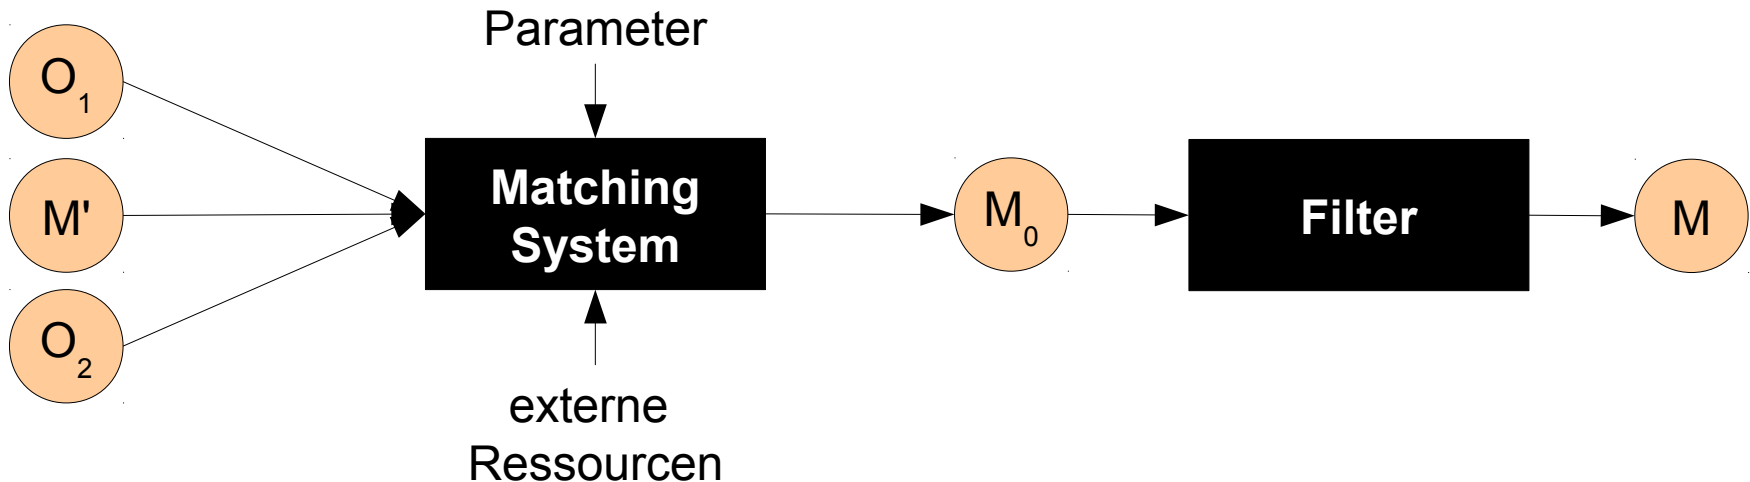 Parameter
O1
M'
O2
Matching
System
M0
Filter
M
externe
Ressourcen